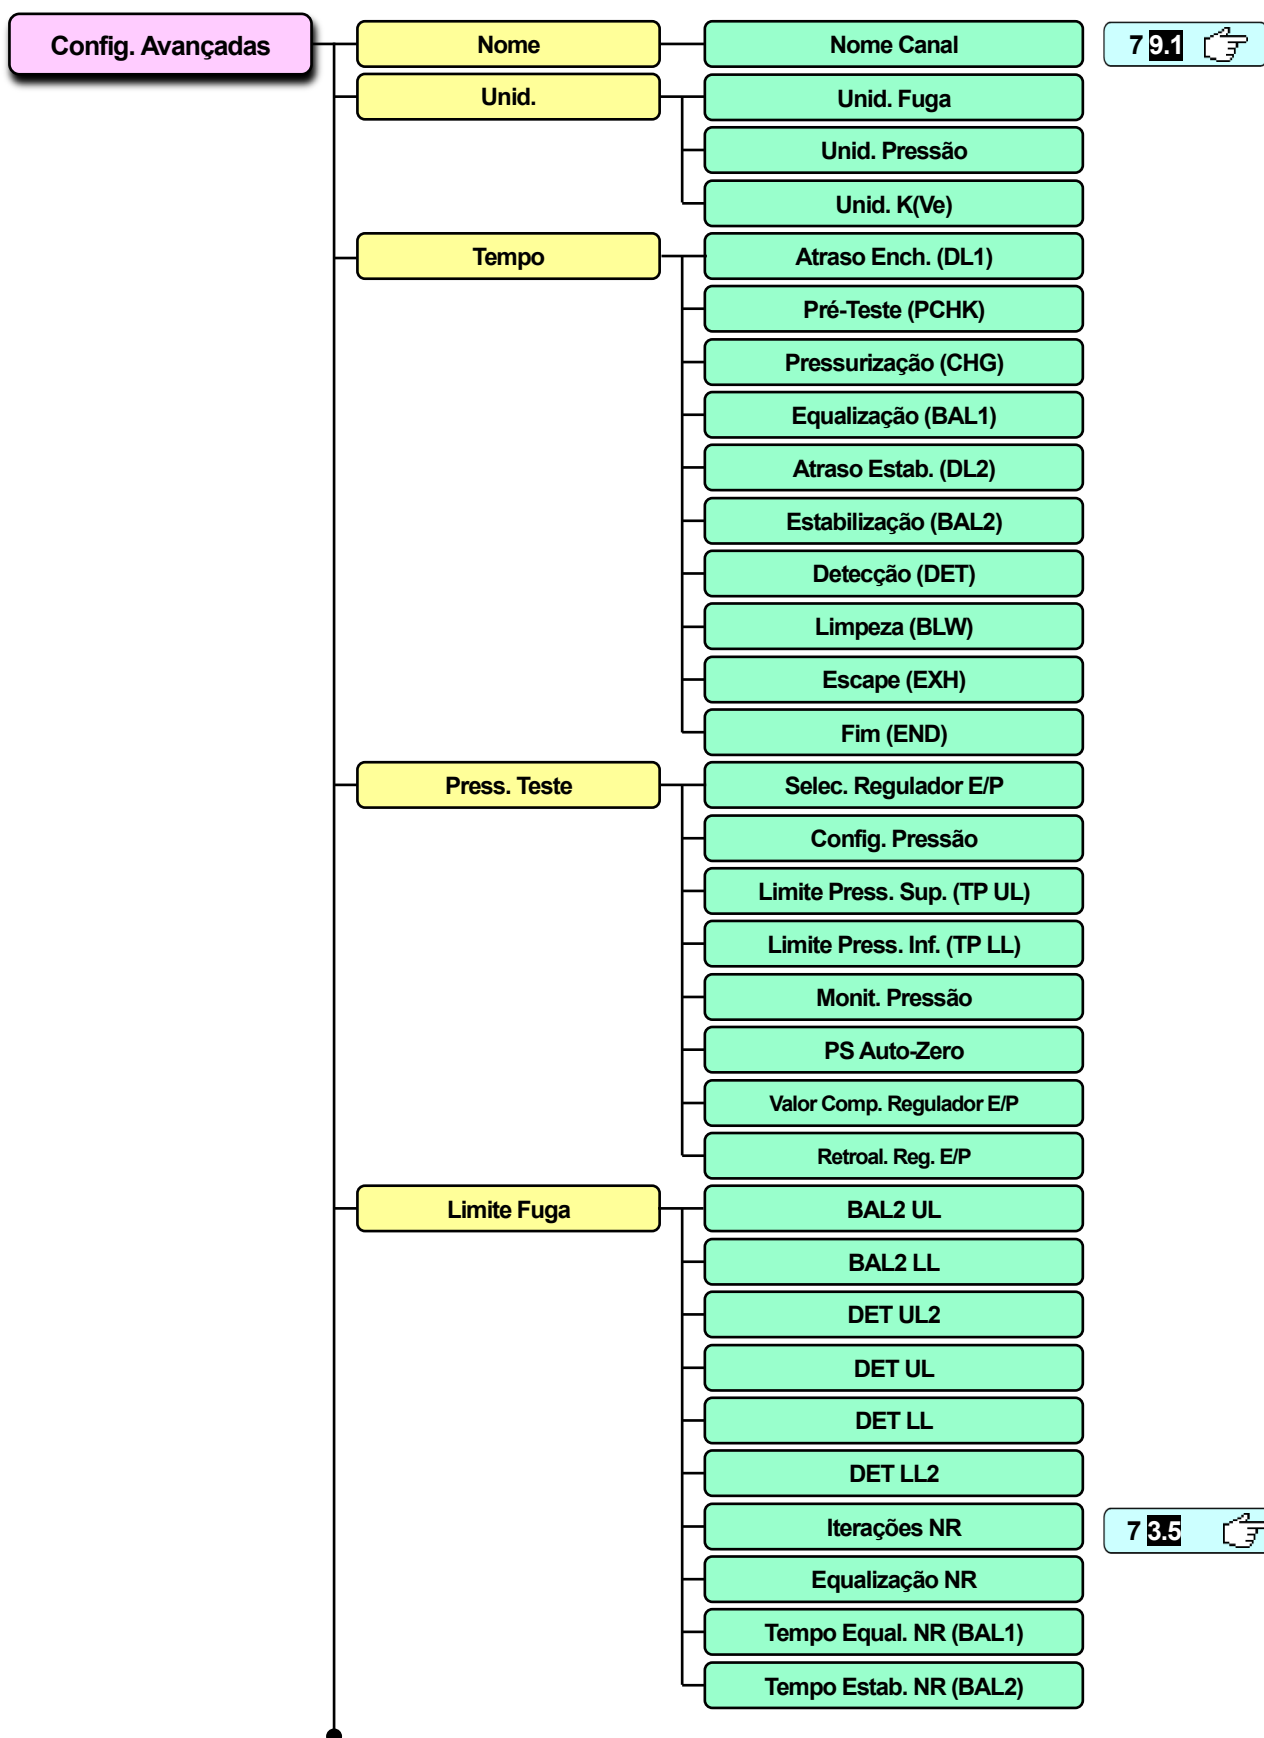 Config. Avançadas
Nome
Nome Canal
7 9.1
Unid.
Unid. Fuga
Unid. Pressão
Unid. K(Ve)
Tempo
Atraso Ench. (DL1)
Pré-Teste (PCHK)
Pressurização (CHG)
Equalização (BAL1)
Atraso Estab. (DL2)
Estabilização (BAL2)
Detecção (DET)
Limpeza (BLW)
Escape (EXH)
Fim (END)
Press. Teste
Selec. Regulador E/P
Config. Pressão
Limite Press. Sup. (TP UL)
Limite Press. Inf. (TP LL)
Monit. Pressão
PS Auto-Zero
Valor Comp. Regulador E/P
Retroal. Reg. E/P
Limite Fuga
BAL2 UL
BAL2 LL
DET UL2
DET UL
DET LL
DET LL2
Iterações NR
7 3.5
Equalização NR
Tempo Equal. NR (BAL1)
Tempo Estab. NR (BAL2)